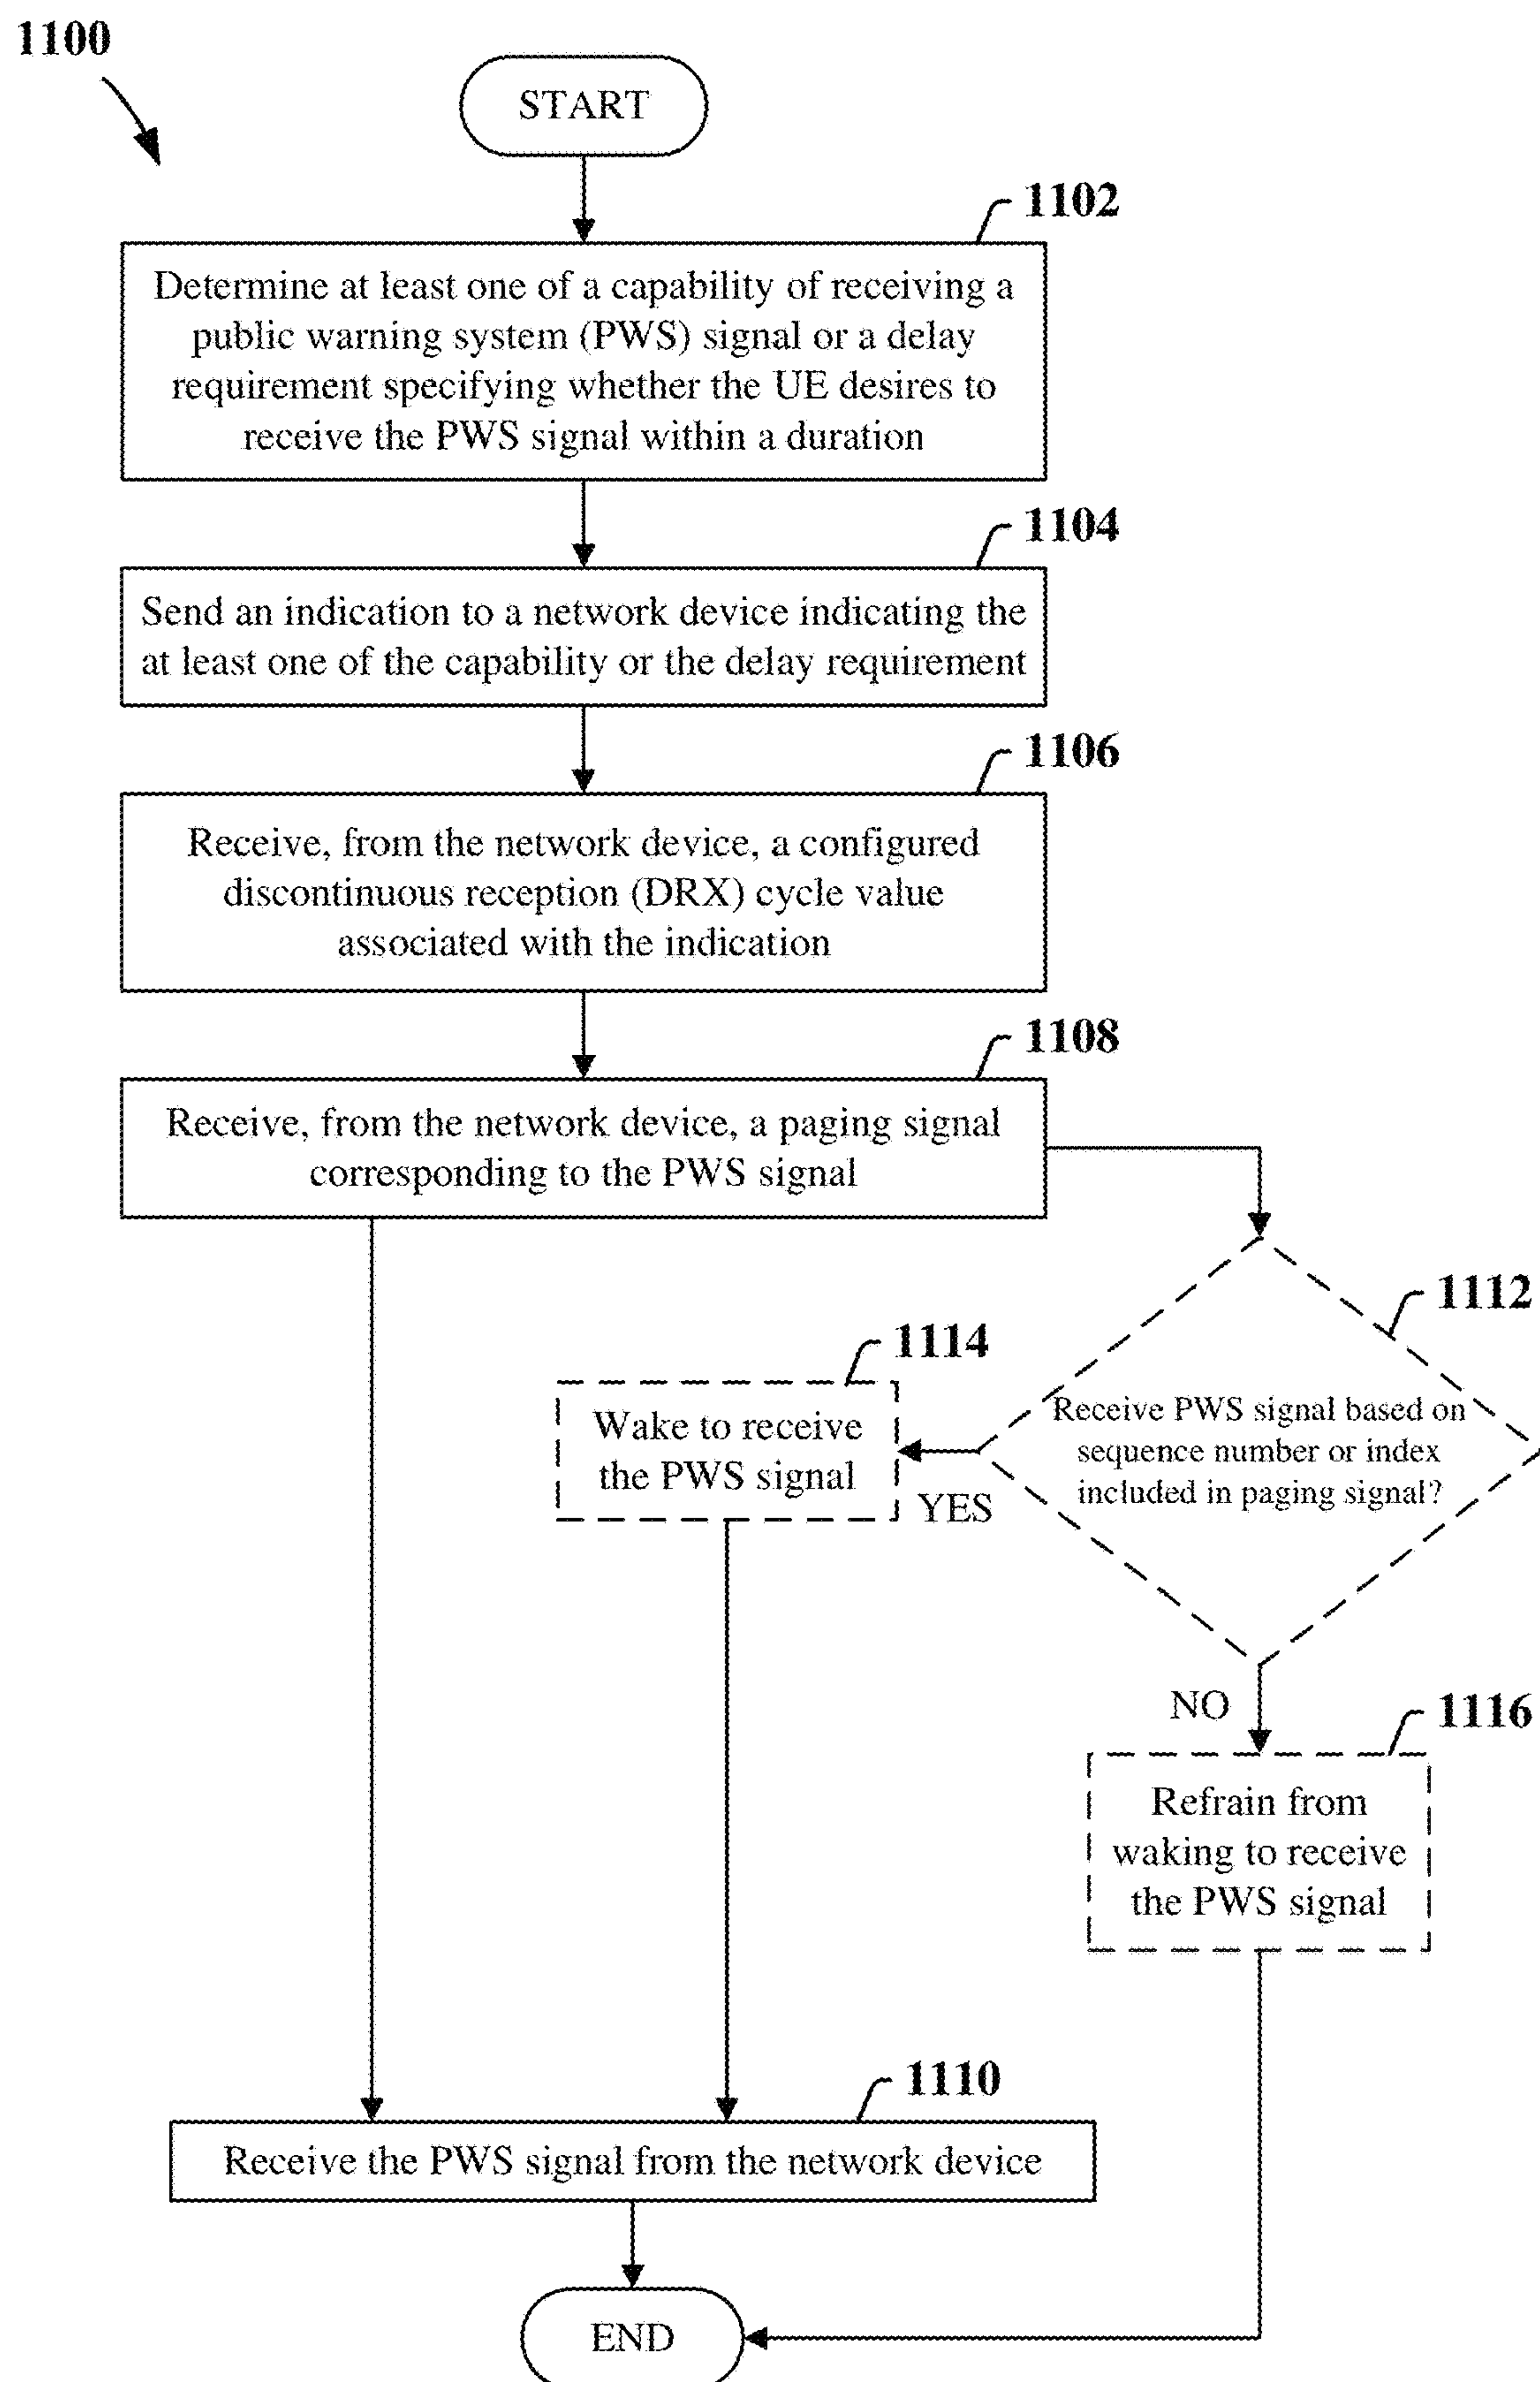 1100
START
1102
Determine at least one of a capability of receiving a
public warning system (PWS) signal or a delay
requirement specifying whether the UE desires to
receive the PWS signal within a duration
1104
Send an indication to a network device indicating the
at least one of the capability or the delay requirement
1106
Receive, from the network device, a configured
discontinuous reception (DRX) cycle value
associated with the indication
1108
Receive, from the network device, a paging signal
corresponding to the PWS signal
1112
Receive PWS signal based on
sequence number or index
included in paging signal?
1114
Wake to receive
the PWS signal
YES
NO
1116
Refrain from
waking to receive
the PWS signal
1110
Receive the PWS signal from the network device
END